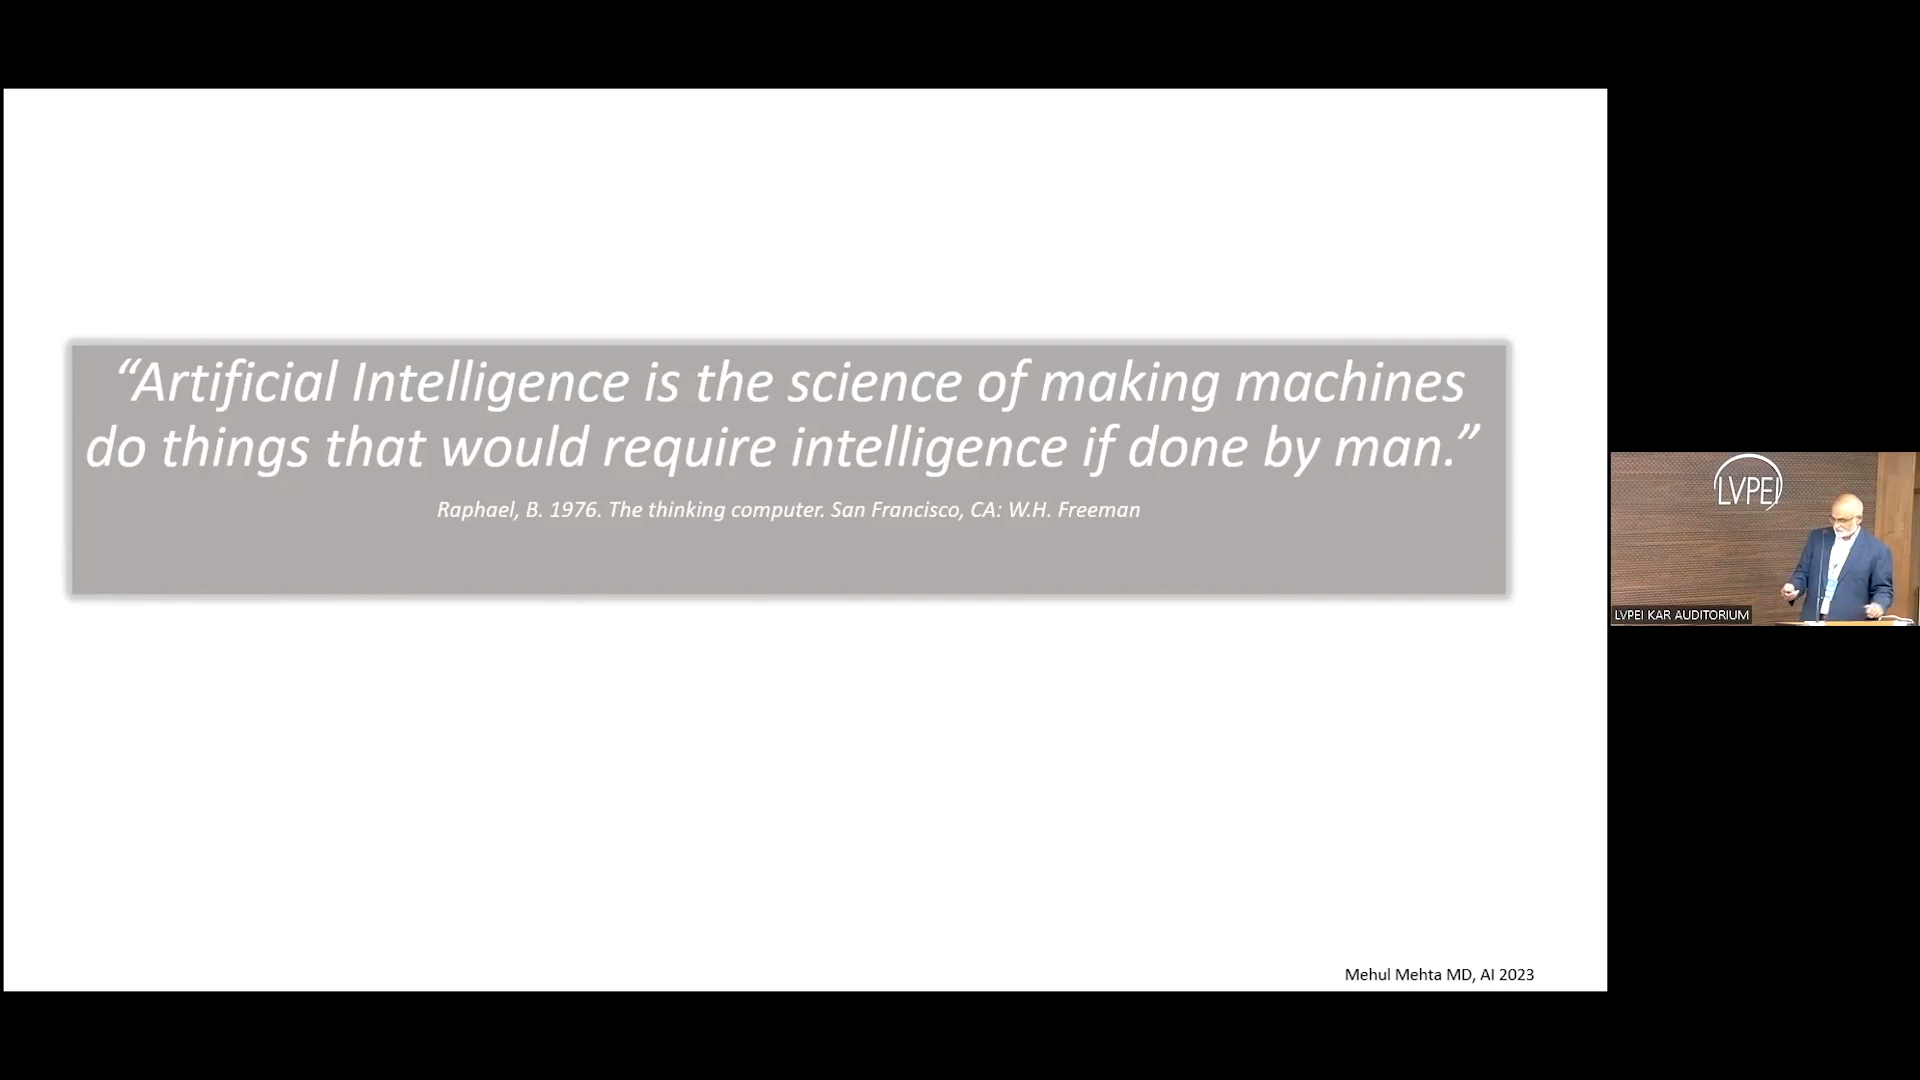 “Artificial Intelligence is the science of making machines
do things that would require intelligence if done by man.”
Raphael, B. 1976. The thinking computer. San Francisco, CA: W.H. Freeman
LVPEI
LVPEI KAR AUDITORIUM
Mehul Mehta MD, AI 2023